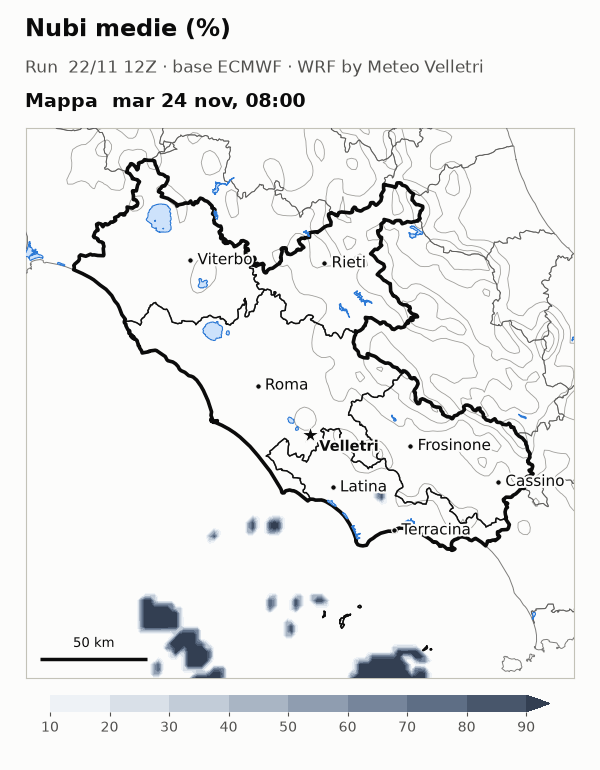 Nubi medie (%)
Run 22/11 12Z · base ECMWF · WRF by Meteo Velletri
Mappa mar 24 nov, 08:00
Viterbo
Rieti
Roma
Velletri
Frosinone
Latina
Cassino
Terracina
50 km
10 20 30 40 50 60 70 80 90